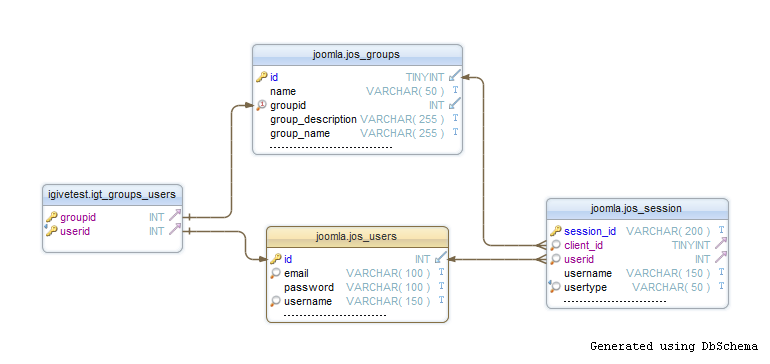 joomla.jos_groups
id TINYINT
name VARCHAR( 50 ) T
groupid INT
group_description VARCHAR( 255 ) T
group_name VARCHAR( 255 ) T
igivetest.igt_groups_users
groupid INT
userid INT
joomla.jos_users
id INT
email VARCHAR( 100 ) T
password VARCHAR( 100 ) T
username VARCHAR( 150 ) T
joomla.jos_session
session_id VARCHAR( 200 ) T
client_id TINYINT
userid INT
username VARCHAR( 150 ) T
usertype VARCHAR( 50 ) T
Generated using DbSchema